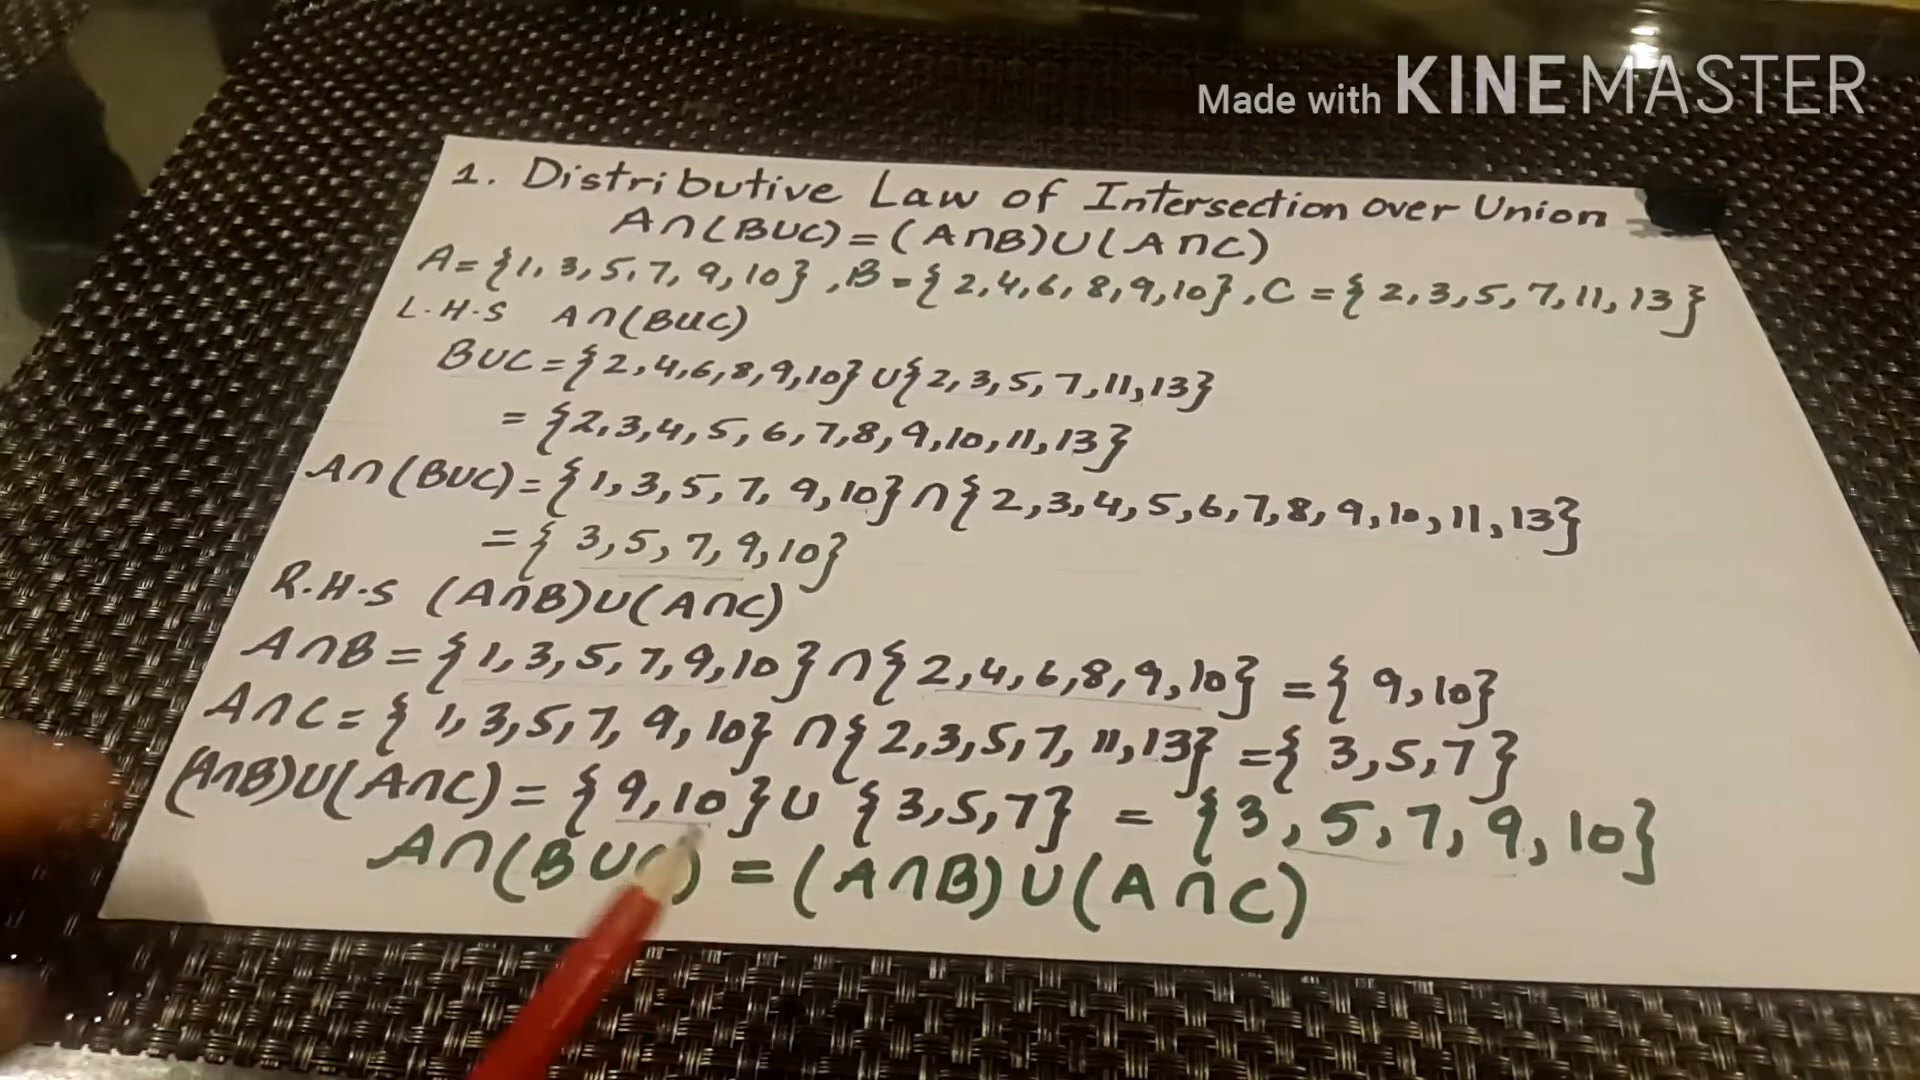 Made with KINEMASTER
1. Distributive Law of Intersection over Union
A∩(BUC)=(A∩B)U(A∩C)
A={1,3,5,7,9,10},B={2,4,6,8,9,10},C={2,3,5,7,11,13}
L.H.S A∩(BUC)
BUC={2,4,6,8,9,10}U{2,3,5,7,11,13}
={2,3,4,5,6,7,8,9,10,11,13}
A∩(BUC)={1,3,5,7,9,10}∩{2,3,4,5,6,7,8,9,10,11,13}
={3,5,7,9,10}
R.H.S (A∩B)U(A∩C)
A∩B={1,3,5,7,9,10}∩{2,4,6,8,9,10}={9,10}
A∩C={1,3,5,7,9,10}∩{2,3,5,7,11,13}={3,5,7}
(A∩B)U(A∩C)={9,10}U{3,5,7}={3,5,7,9,10}
A∩(BUC)=(A∩B)U(A∩C)